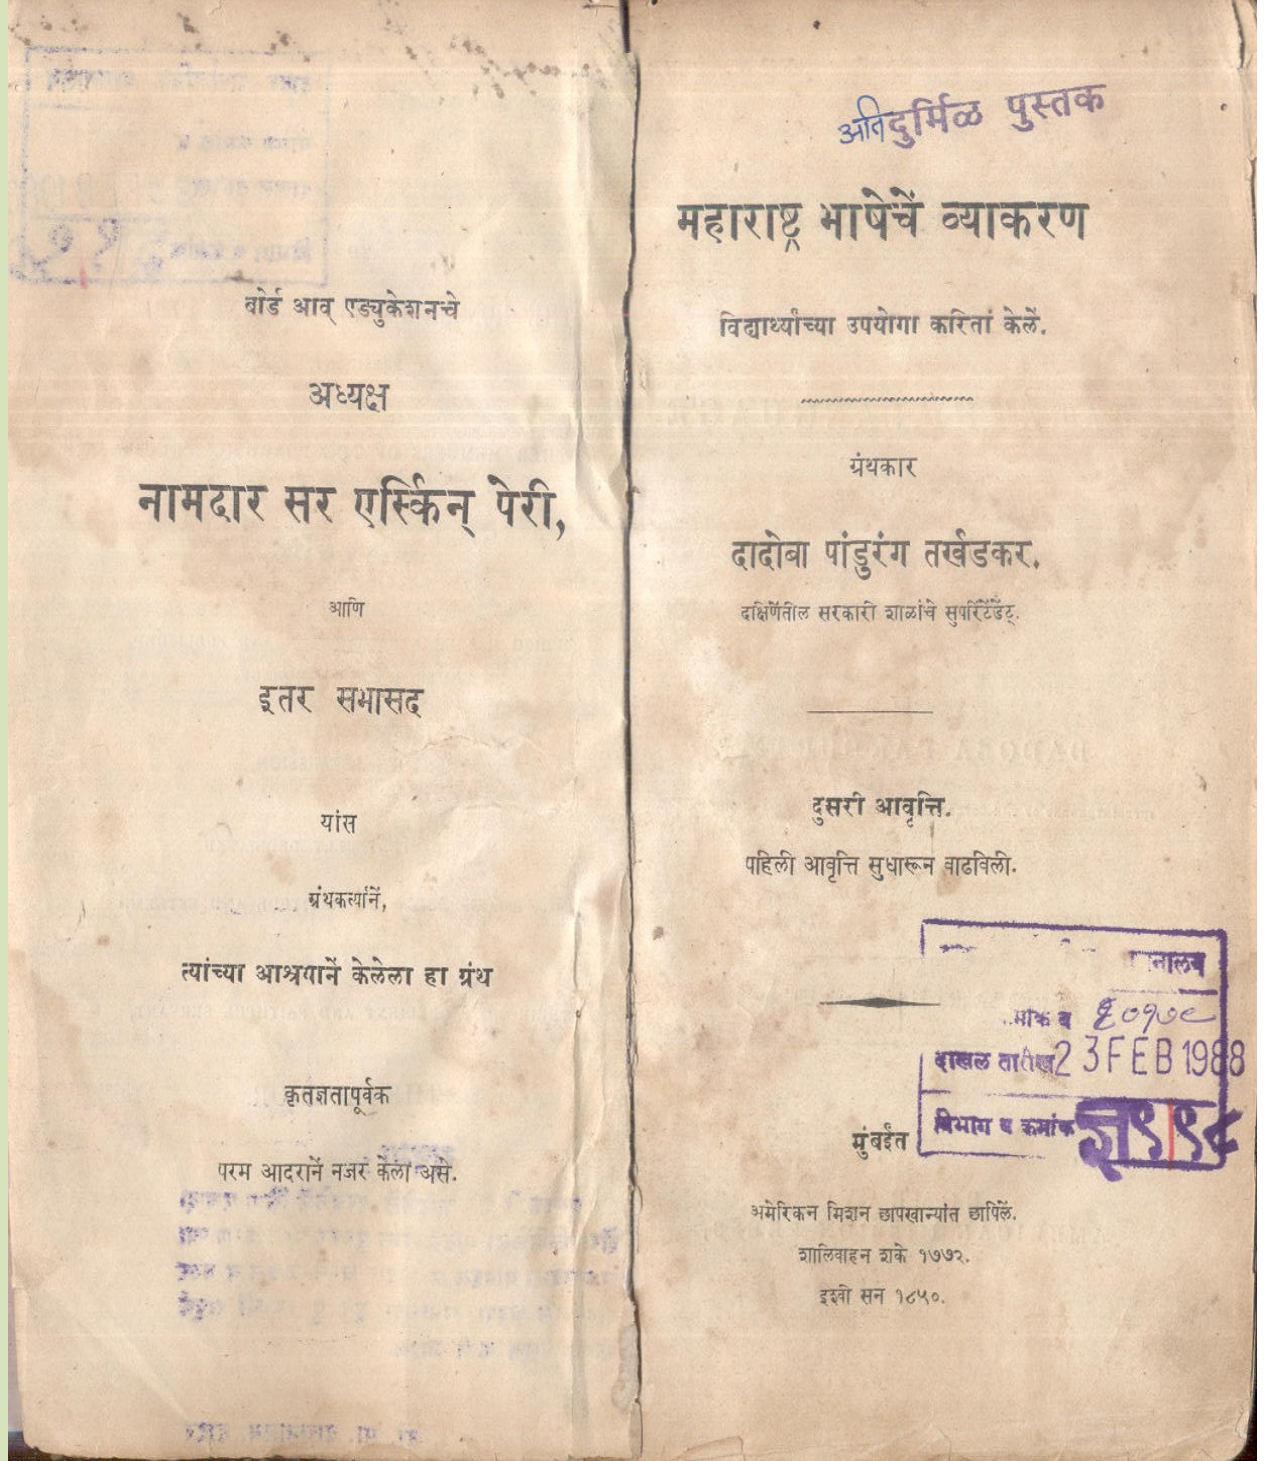 बोर्ड आव् एड्युकेशनचे
अध्यक्ष
नामदार सर एर्स्किन् पेरी,
आणि
इतर सभासद
यांस
ग्रंथकर्त्यानें,
त्यांच्या आश्रयानें केलेला हा ग्रंथ
कृतज्ञतापूर्वक
परम आदरानें नजर केला असे.
अति दुर्मिळ पुस्तक
महाराष्ट्र भाषेचें व्याकरण
विद्यार्थ्यांच्या उपयोगा करितां केलें.
ग्रंथकार
दादोबा पांडुरंग तर्खडकर.
दक्षिणेंतील सरकारी शाळांचे सुपरिंटेंडेंट्.
दुसरी आवृत्ति.
पहिली आवृत्ति सुधारून वाढविली.
दाखल तारीख 23 FEB 1988
विभाग व क्रमांक
मुंबईंत
अमेरिकन मिशन छापखान्यांत छापिलें.
शालिवाहन शके १७७२.
इसवी सन १८५०.